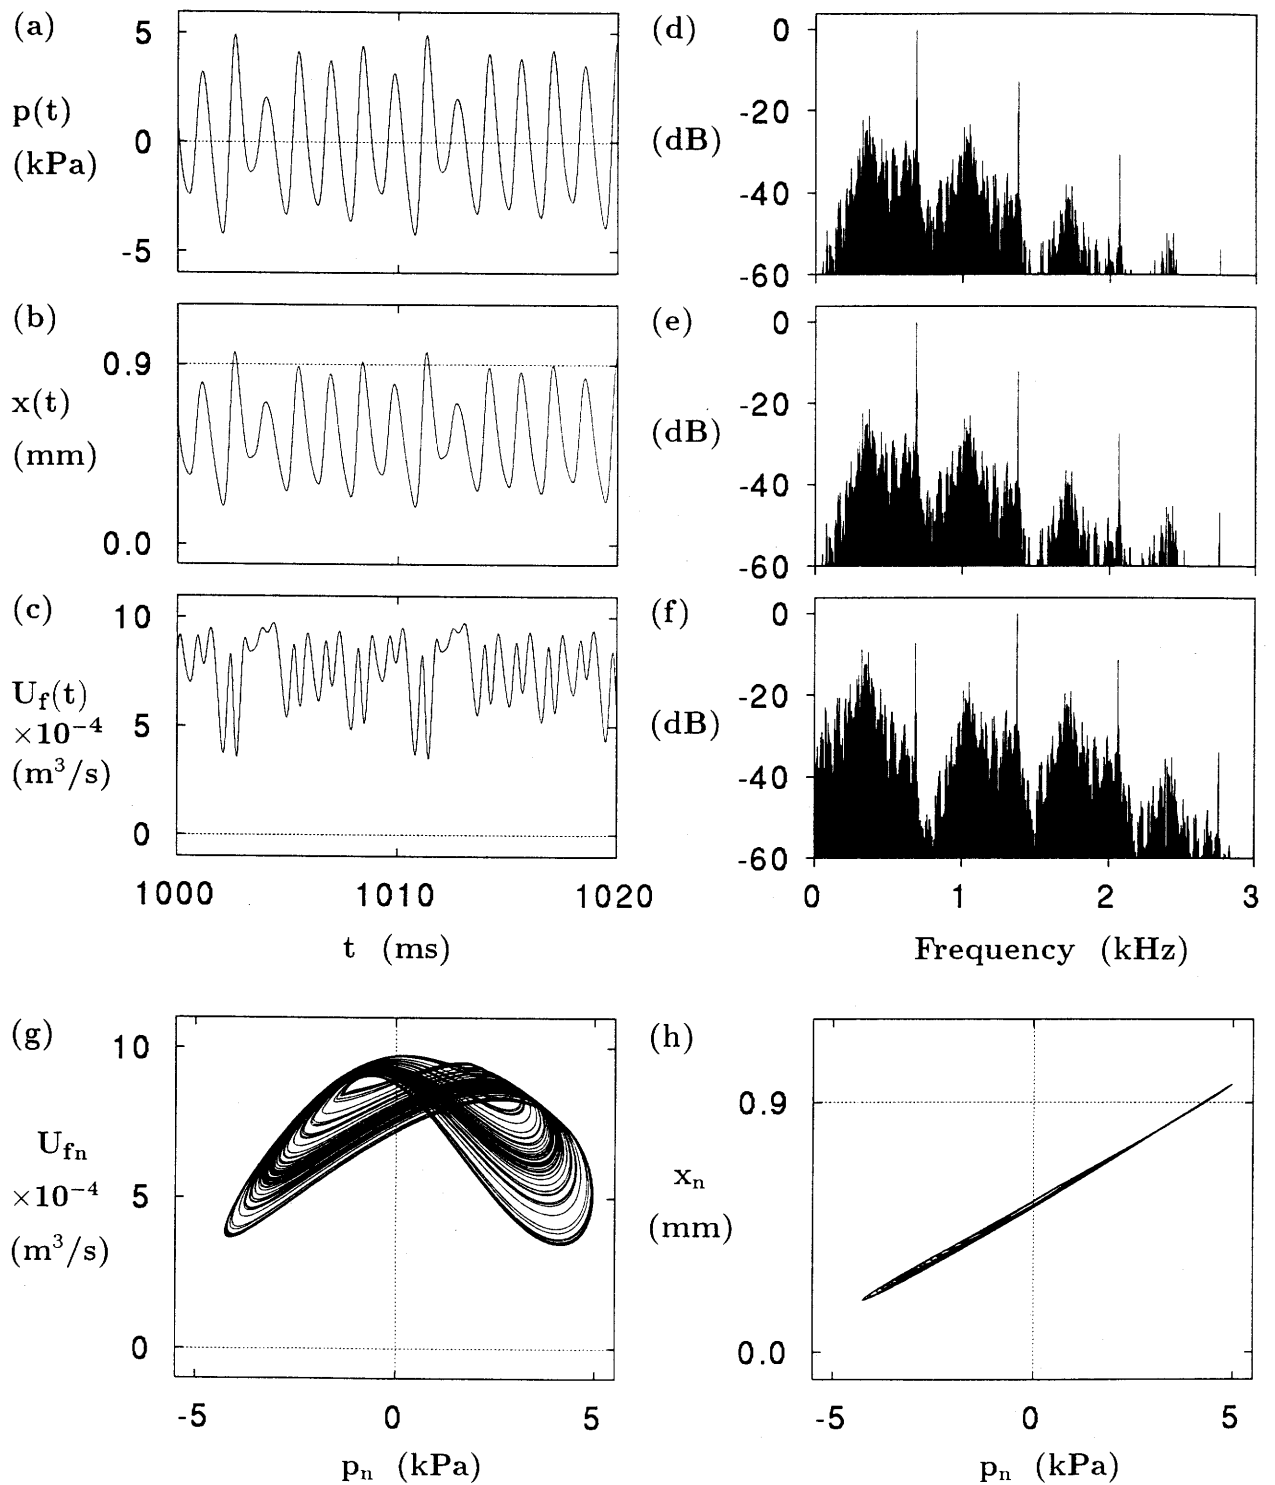 (a)
5
p(t)
0
(kPa)
-5
(b)
0.9
x(t)
(mm)
0.0
(c)
10
U_f(t)
×10⁻⁴
5
(m³/s)
0
1000 1010 1020
t (ms)
(d)
0
-20
(dB)
-40
-60
(e)
0
-20
(dB)
-40
-60
(f)
0
-20
(dB)
-40
-60
0 1 2 3
Frequency (kHz)
(g)
10
U_fn
×10⁻⁴
5
(m³/s)
0
-5 0 5
p_n (kPa)
(h)
0.9
x_n
(mm)
0.0
-5 0 5
p_n (kPa)